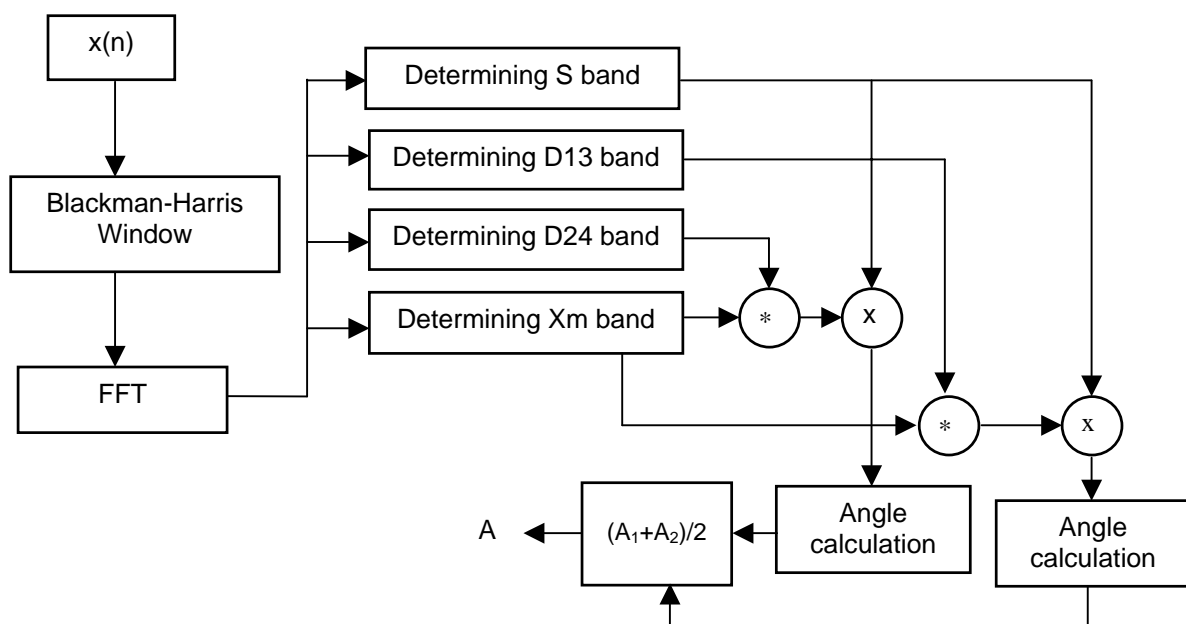 x(n)
Determining S band
Determining D13 band
Blackman-Harris
Window
Determining D24 band
Determining Xm band
*
x
FFT
*
x
A
(A₁+A₂)/2
Angle
calculation
Angle
calculation